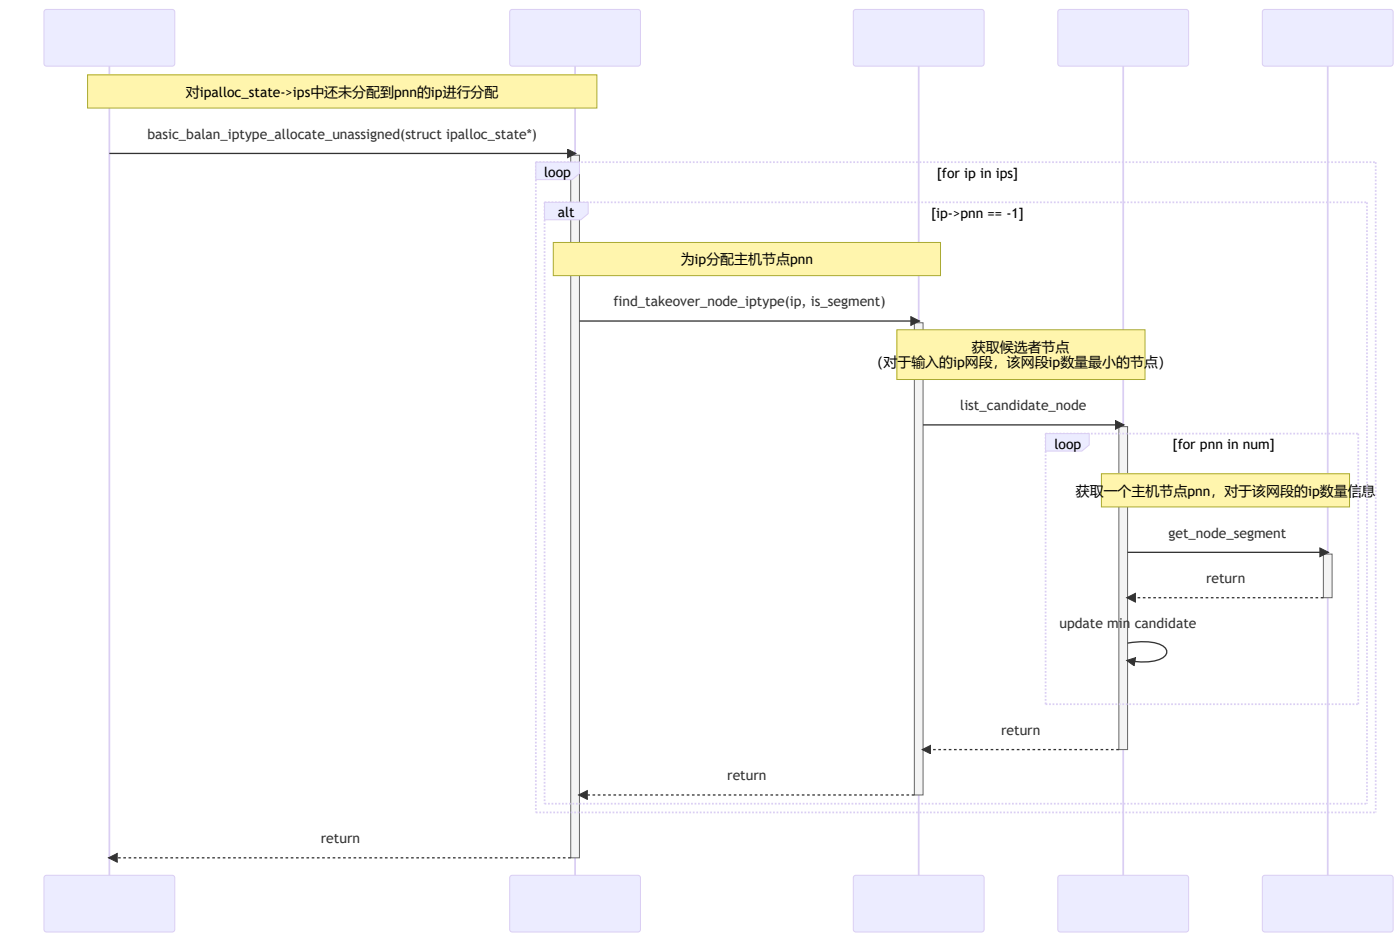 对ipalloc_state->ips中还未分配到pnn的ip进行分配
basic_balan_iptype_allocate_unassigned(struct ipalloc_state*)
loop
[for ip in ips]
alt
[ip->pnn == -1]
为ip分配主机节点pnn
find_takeover_node_iptype(ip, is_segment)
获取候选者节点
(对于输入的ip网段，该网段ip数量最小的节点)
list_candidate_node
loop
[for pnn in num]
获取一个主机节点pnn，对于该网段的ip数量信息
get_node_segment
return
update min candidate
return
return
return